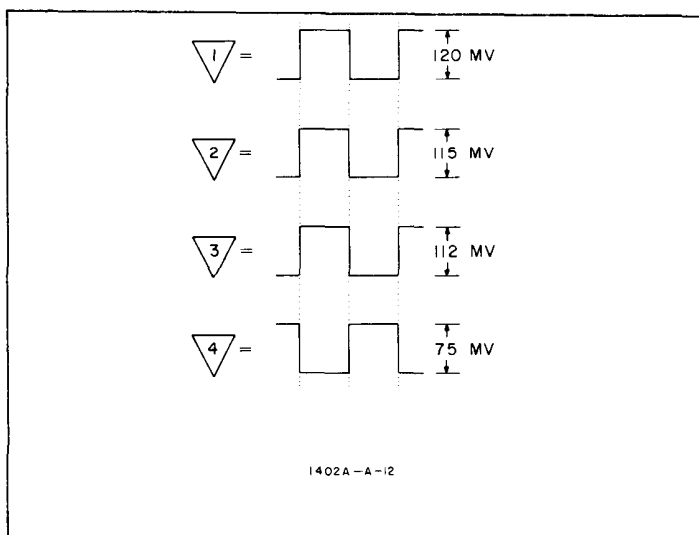 1 = 120 MV
2 = 115 MV
3 = 112 MV
4 = 75 MV
1402A-A-12